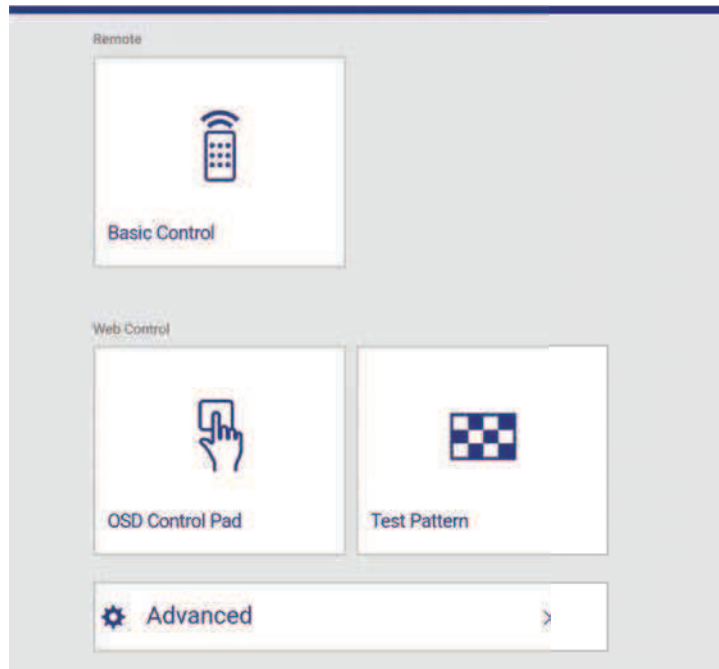 Remote
Basic Control
Web Control
OSD Control Pad
Test Pattern
Advanced